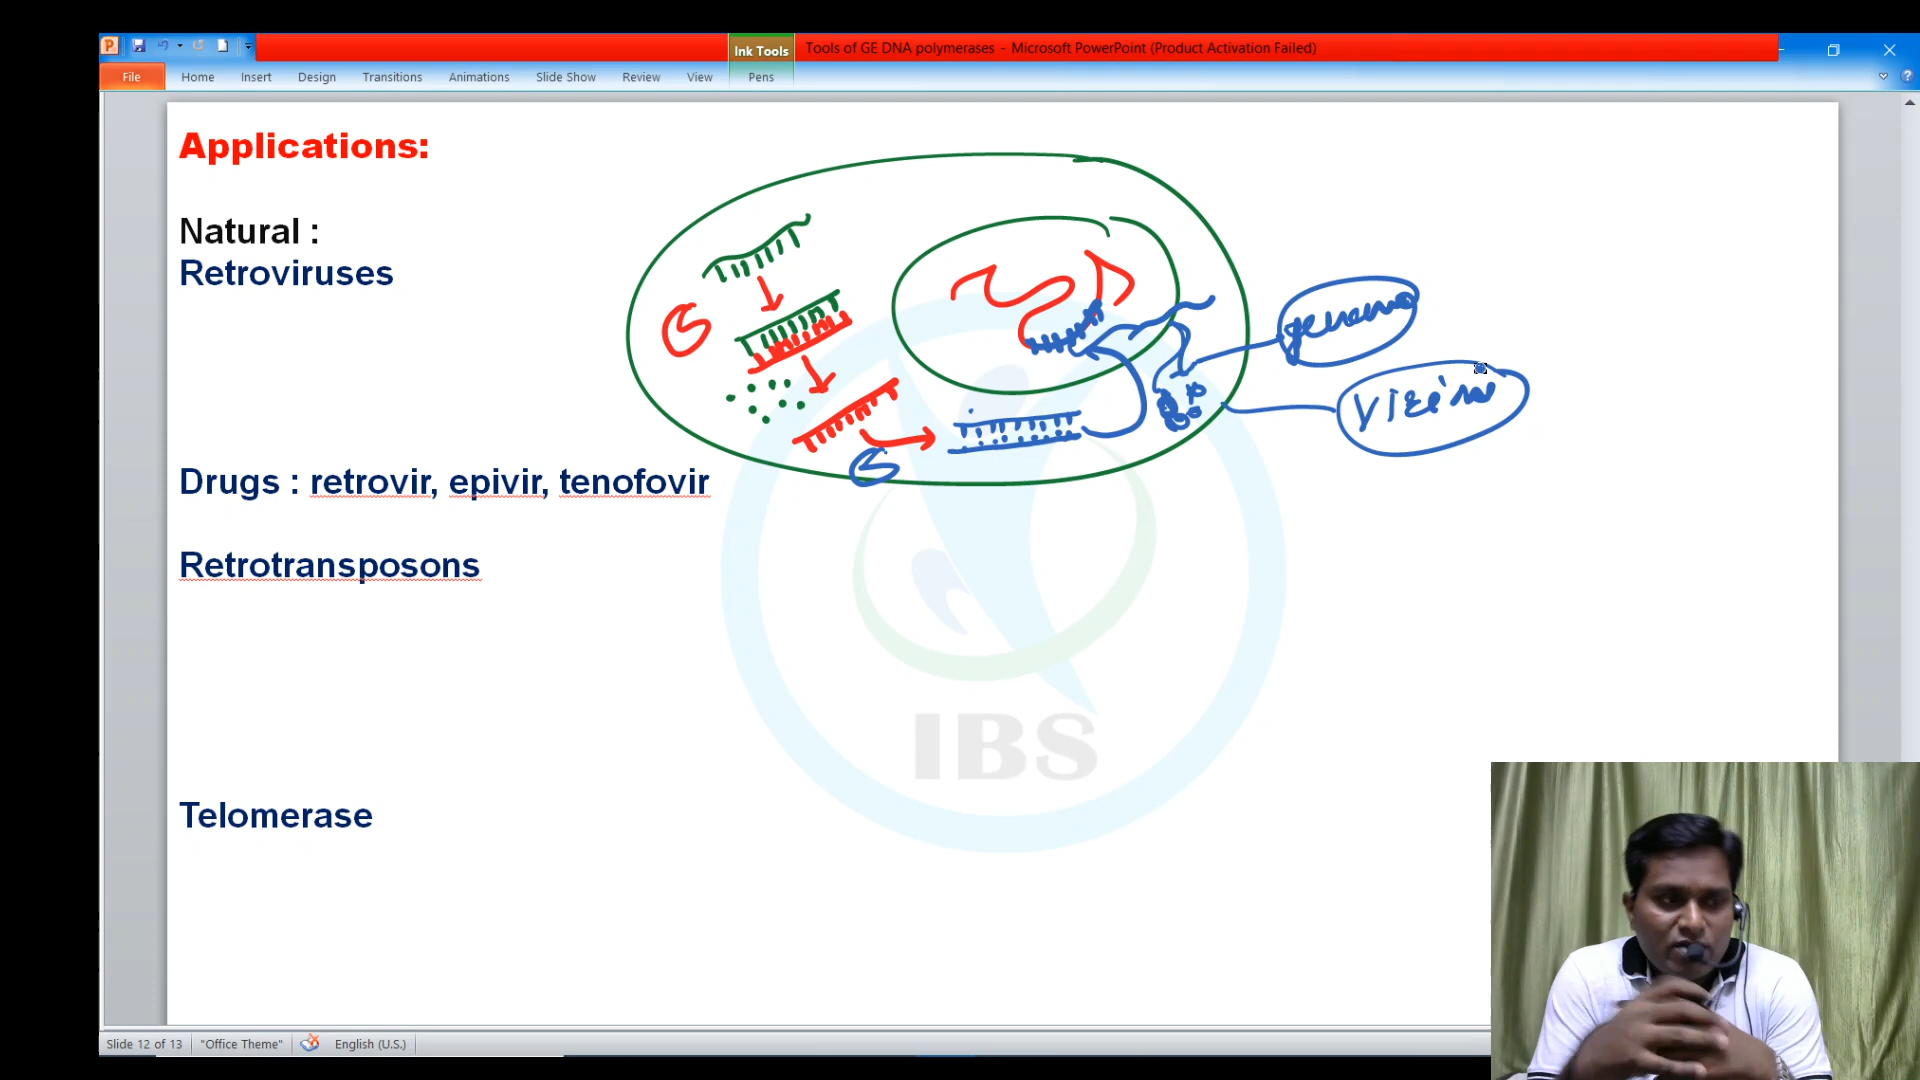 Ink Tools
Tools of GE DNA polymerases - Microsoft PowerPoint (Product Activation Failed)
File Home Insert Design Transitions Animations Slide Show Review View Pens
Applications:
Natural :
Retroviruses
genome
Drugs : retrovir, epivir, tenofovir
Retrotransposons
IBS
Telomerase
Slide 12 of 13 "Office Theme" English (U.S.)